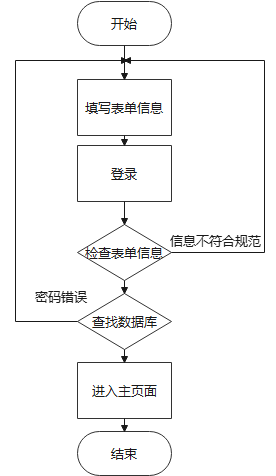 开始
填写表单信息
登录
检查表单信息
信息不符合规范
密码错误
查找数据库
进入主页面
结束